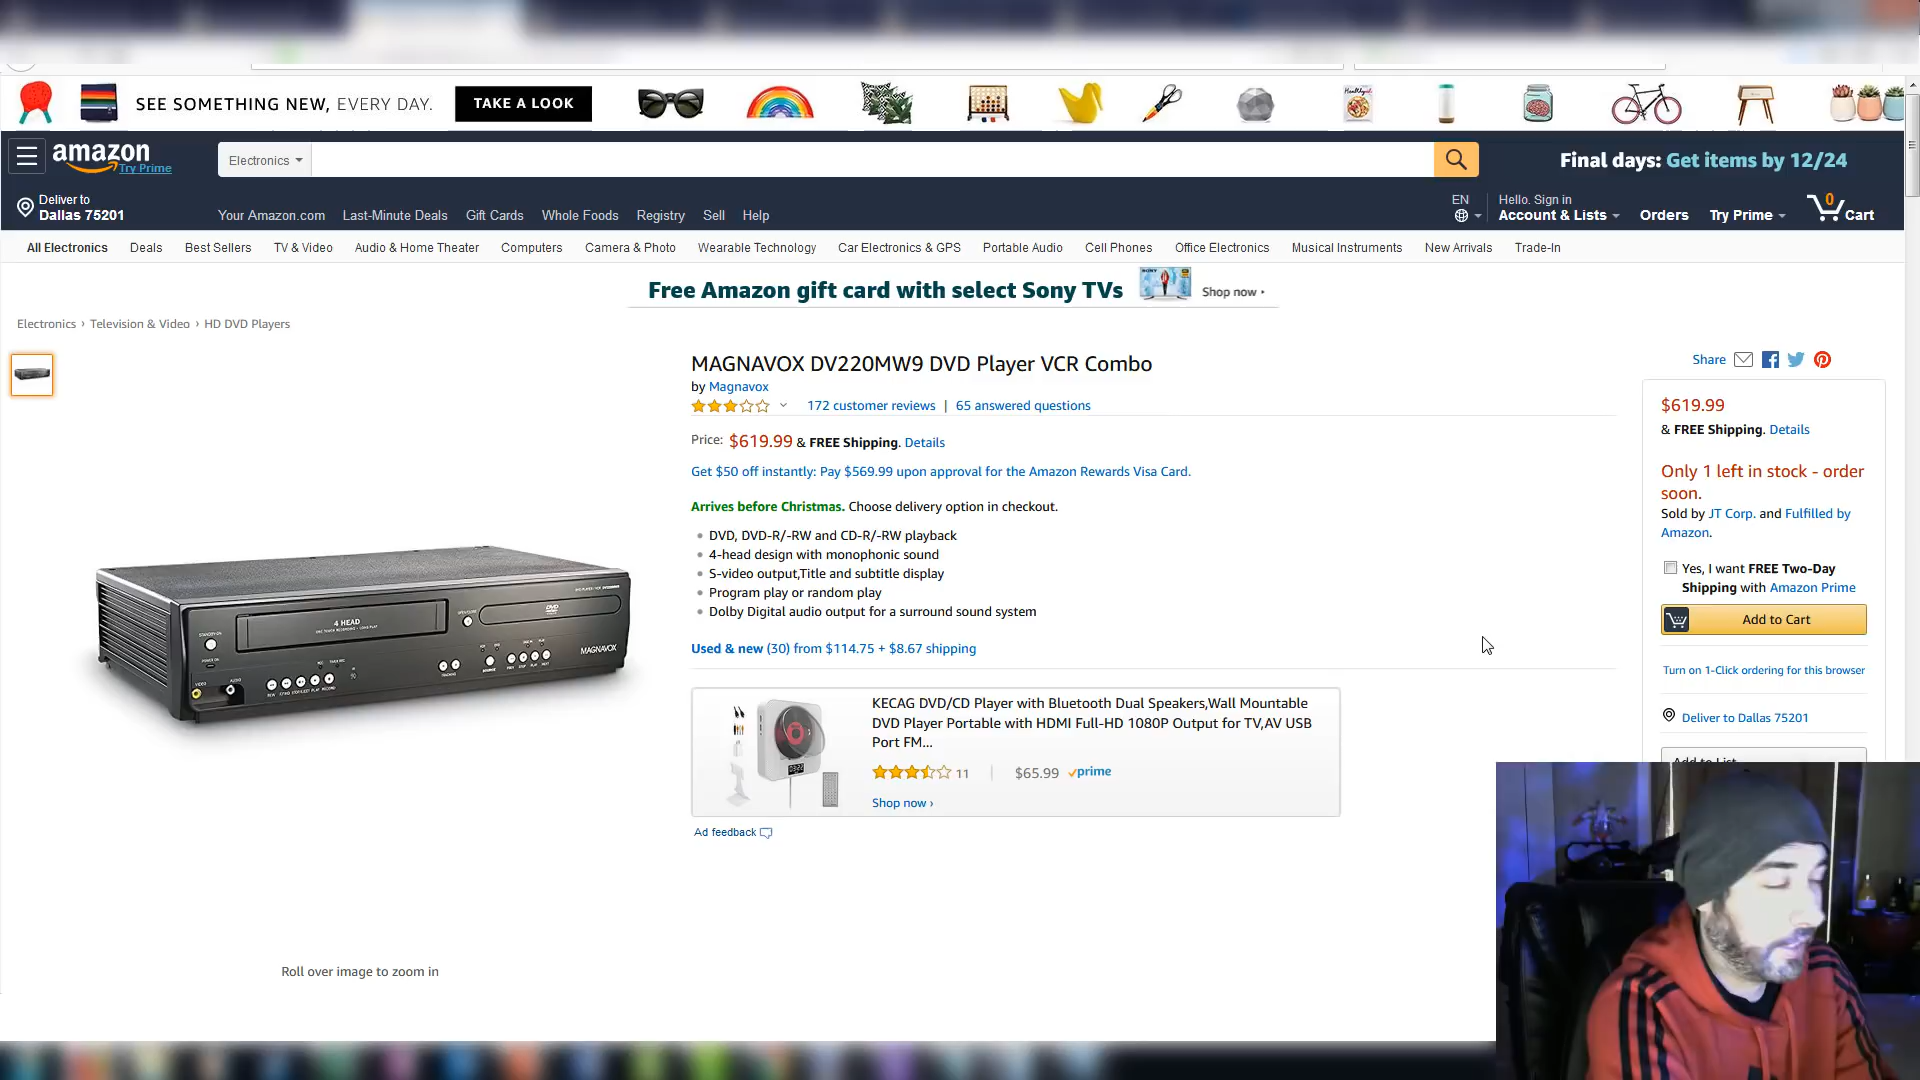 SEE SOMETHING NEW, EVERY DAY. TAKE A LOOK
amazon
Try Prime
Electronics
Final days: Get items by 12/24
Deliver to
Dallas 75201
Your Amazon.com Last-Minute Deals Gift Cards Whole Foods Registry Sell Help
EN
Hello. Sign in
Account & Lists Orders Try Prime 0 Cart
All Electronics Deals Best Sellers TV & Video Audio & Home Theater Computers Camera & Photo Wearable Technology Car Electronics & GPS Portable Audio Cell Phones Office Electronics Musical Instruments New Arrivals Trade-In
Free Amazon gift card with select Sony TVs SONY Shop now ›
Electronics › Television & Video › HD DVD Players
MAGNAVOX DV220MW9 DVD Player VCR Combo
by Magnavox
172 customer reviews | 65 answered questions
Price: $619.99 & FREE Shipping. Details
Get $50 off instantly: Pay $569.99 upon approval for the Amazon Rewards Visa Card.
Arrives before Christmas. Choose delivery option in checkout.
DVD, DVD-R/-RW and CD-R/-RW playback
4-head design with monophonic sound
S-video output,Title and subtitle display
Program play or random play
Dolby Digital audio output for a surround sound system
Used & new (30) from $114.75 + $8.67 shipping
KECAG DVD/CD Player with Bluetooth Dual Speakers,Wall Mountable
DVD Player Portable with HDMI Full-HD 1080P Output for TV,AV USB
Port FM...
11 | $65.99 prime
Shop now ›
Ad feedback
4 HEAD
DVD
MAGNAVOX
VIDEO
AUDIO
Roll over image to zoom in
Share
$619.99
& FREE Shipping. Details
Only 1 left in stock - order
soon.
Sold by JT Corp. and Fulfilled by
Amazon.
Yes, I want FREE Two-Day
Shipping with Amazon Prime
Add to Cart
Turn on 1-Click ordering for this browser
Deliver to Dallas 75201
Add to List